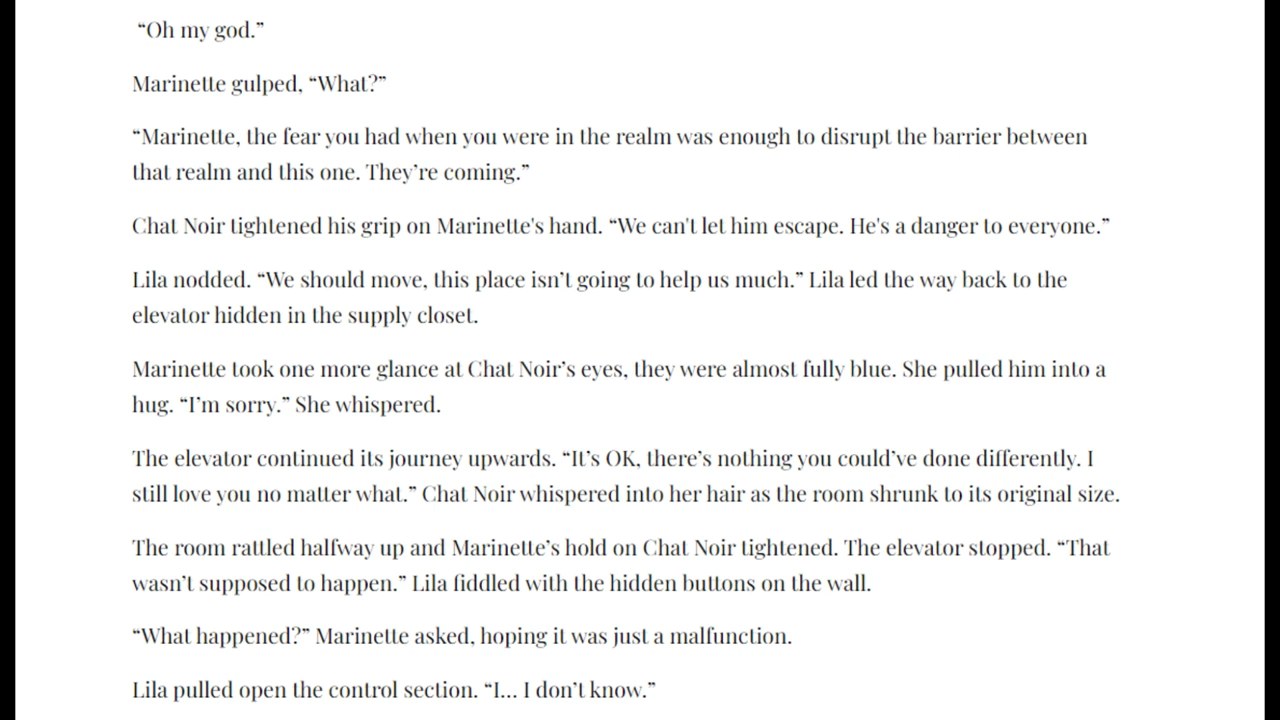 “Oh my god.”
Marinette gulped, “What?”
“Marinette, the fear you had when you were in the realm was enough to disrupt the barrier between
that realm and this one. They’re coming.”
Chat Noir tightened his grip on Marinette's hand. “We can't let him escape. He's a danger to everyone.”
Lila nodded. “We should move, this place isn’t going to help us much.” Lila led the way back to the
elevator hidden in the supply closet.
Marinette took one more glance at Chat Noir’s eyes, they were almost fully blue. She pulled him into a
hug. “I’m sorry.” She whispered.
The elevator continued its journey upwards. “It’s OK, there’s nothing you could’ve done differently. I
still love you no matter what.” Chat Noir whispered into her hair as the room shrunk to its original size.
The room rattled halfway up and Marinette’s hold on Chat Noir tightened. The elevator stopped. “That
wasn’t supposed to happen.” Lila fiddled with the hidden buttons on the wall.
“What happened?” Marinette asked, hoping it was just a malfunction.
Lila pulled open the control section. “I... I don’t know.”